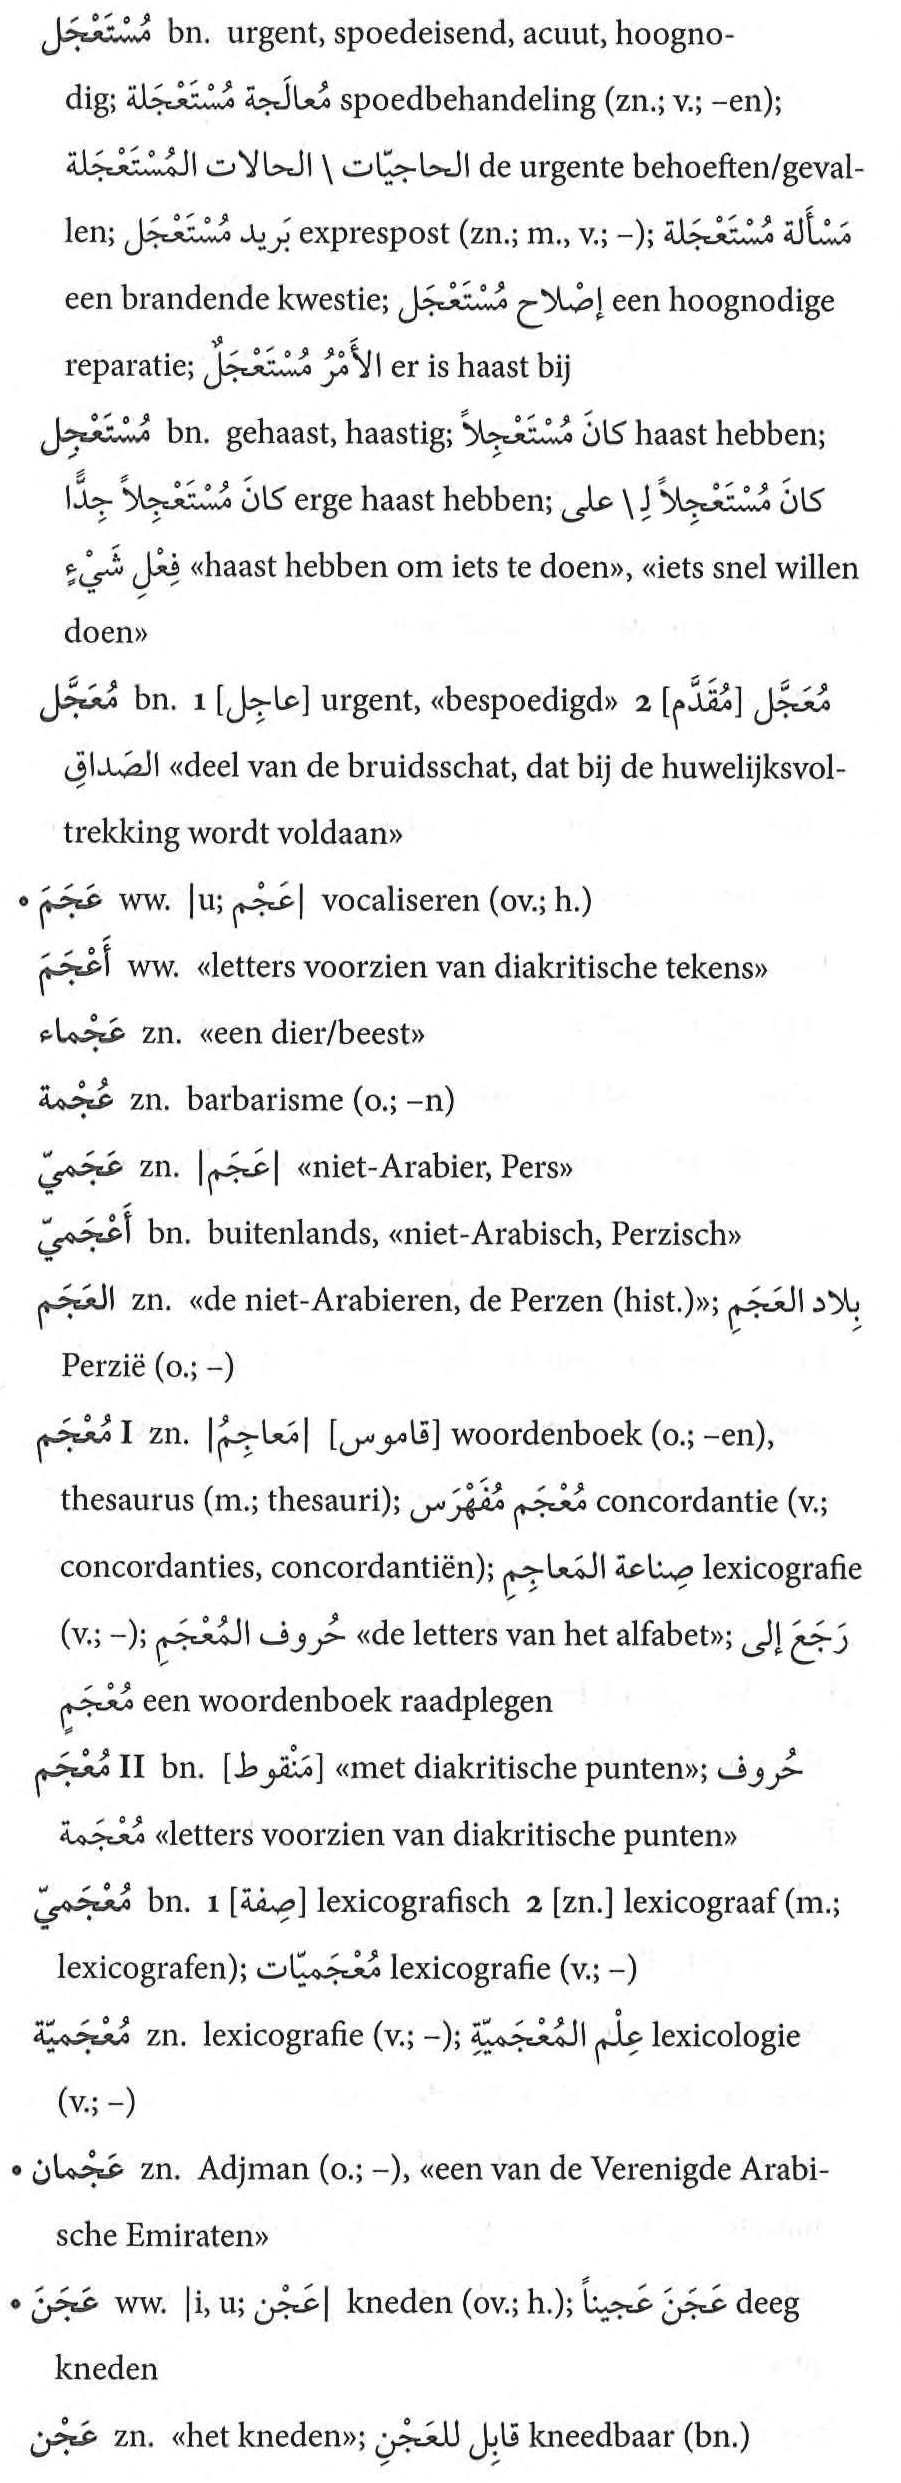 مُسْتَعْجَل bn. urgent, spoedeisend, acuut, hoogno-
dig; مُعالَجة مُسْتَعْجَلة spoedbehandeling (zn.; v.; –en);
الحاجيّات \ الحالات المُسْتَعْجَلة de urgente behoeften/geval-
len; بَريد مُسْتَعْجَل exprespost (zn.; m., v.; –); مَسْأَلة مُسْتَعْجَلة
een brandende kwestie; إصْلاح مُسْتَعْجَل een hoognodige
reparatie; الأَمْرُ مُسْتَعْجَلٌ er is haast bij
مُسْتَعْجِل bn. gehaast, haastig; كانَ مُسْتَعْجِلاً haast hebben;
كانَ مُسْتَعْجِلاً جِدًّا erge haast hebben; كانَ مُسْتَعْجِلاً لِ \ على
فِعْلِ شَيْءٍ «haast hebben om iets te doen», «iets snel willen
doen»
مُعَجَّل bn. 1 [عاجِل] urgent, «bespoedigd» 2 [مُقَدَّم] مُعَجَّل
الصَداقِ «deel van de bruidsschat, dat bij de huwelijksvol-
trekking wordt voldaan»
• عَجَمَ ww. |u; عَجْم| vocaliseren (ov.; h.)
أَعْجَمَ ww. «letters voorzien van diakritische tekens»
عَجْماء zn. «een dier/beest»
عُجْمة zn. barbarisme (o.; –n)
عَجَميّ zn. |عَجَم| «niet-Arabier, Pers»
أَعْجَميّ bn. buitenlands, «niet-Arabisch, Perzisch»
العَجَم zn. «de niet-Arabieren, de Perzen (hist.)»; بِلاد العَجَمِ
Perzië (o.; –)
مُعْجَم I zn. |مَعاجِمُ| [قاموس] woordenboek (o.; –en),
thesaurus (m.; thesauri); مُعْجَم مُفَهْرَس concordantie (v.;
concordanties, concordantiën); صِناعة المَعاجِمِ lexicografie
(v.; –); حُروف المُعْجَمِ «de letters van het alfabet»; رَجَعَ إلى
مُعْجَمٍ een woordenboek raadplegen
مُعْجَم II bn. [مَنْقوط] «met diakritische punten»; حُروف
مُعْجَمة «letters voorzien van diakritische punten»
مُعْجَميّ bn. 1 [صِفة] lexicografisch 2 [zn.] lexicograaf (m.;
lexicografen); مُعْجَميّات lexicografie (v.; –)
مُعْجَميّة zn. lexicografie (v.; –); عِلْم المُعْجَميّةِ lexicologie
(v.; –)
• عَجْمان zn. Adjman (o.; –), «een van de Verenigde Arabi-
sche Emiraten»
• عَجَنَ ww. |i, u; عَجْن| kneden (ov.; h.); عَجَنَ عَجيناً deeg
kneden
عَجْن zn. «het kneden»; قابِل للعَجْنِ kneedbaar (bn.)